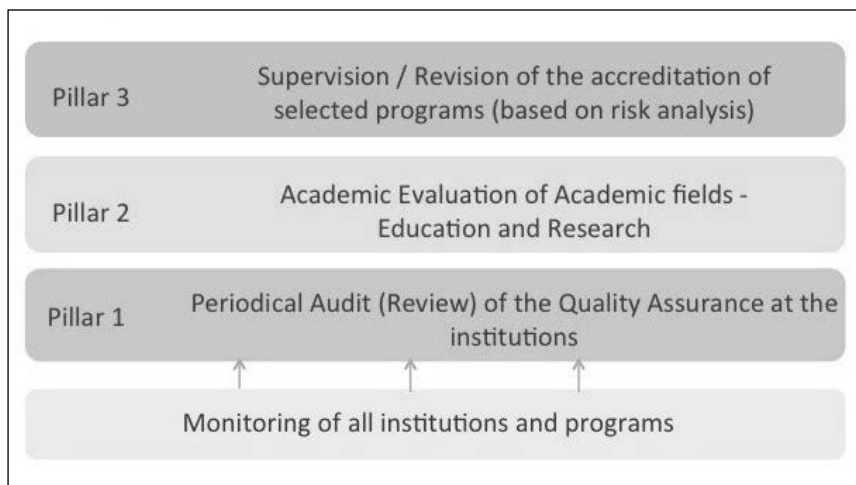 Pillar 3
Supervision / Revision of the accreditation of
selected programs (based on risk analysis)
Pillar 2
Academic Evaluation of Academic fields -
Education and Research
Pillar 1
Periodical Audit (Review) of the Quality Assurance at the
institutions
Monitoring of all institutions and programs